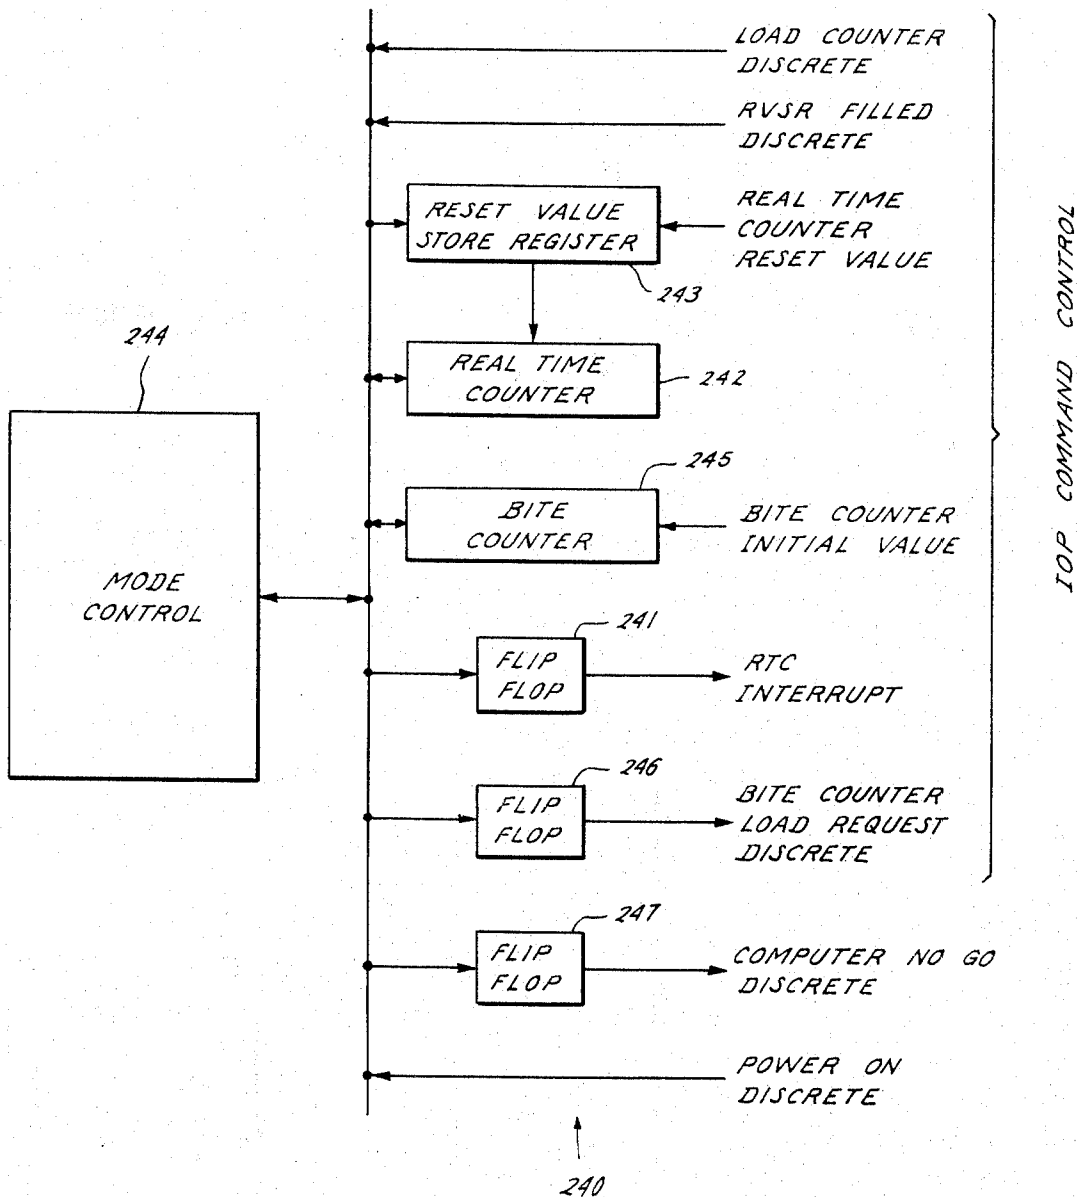 LOAD COUNTER
DISCRETE
RVSR FILLED
DISCRETE
RESET VALUE
STORE REGISTER
243
REAL TIME
COUNTER
RESET VALUE
244
REAL TIME
COUNTER
242
245
BITE
COUNTER
BITE COUNTER
INITIAL VALUE
MODE
CONTROL
241
FLIP
FLOP
RTC
INTERRUPT
246
FLIP
FLOP
BITE COUNTER
LOAD REQUEST
DISCRETE
247
FLIP
FLOP
COMPUTER NO GO
DISCRETE
POWER ON
DISCRETE
240
IOP COMMAND CONTROL